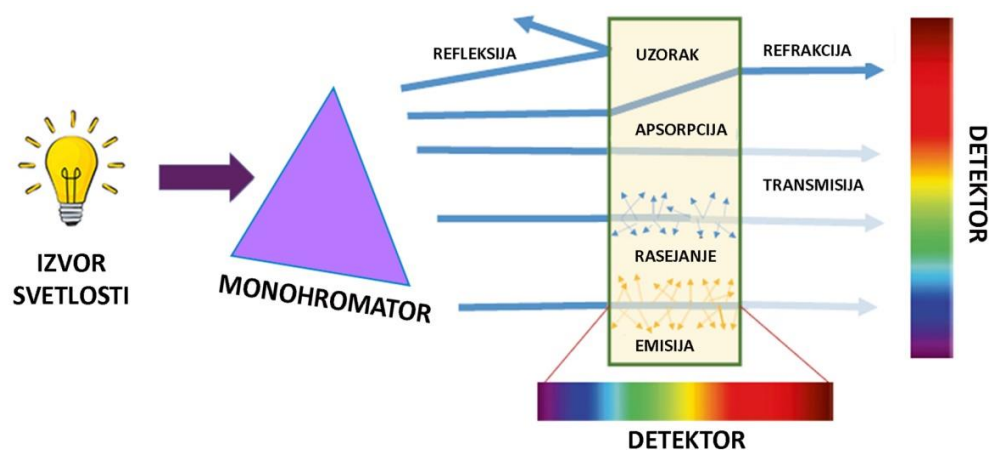 REFLEKSIJA
UZORAK
REFRAKCIJA
APSORPCIJA
TRANSMISIJA
RASEJANJE
EMISIJA
IZVOR
SVETLOSTI
MONOHROMATOR
DETEKTOR
DETEKTOR